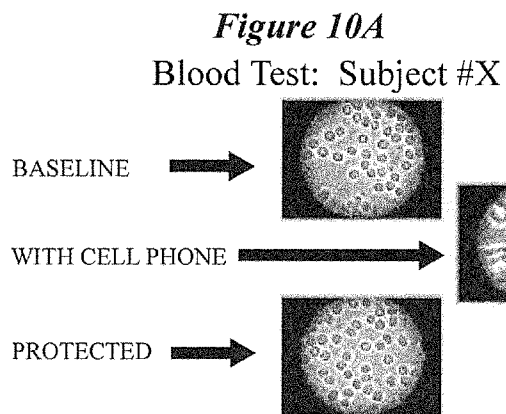 Figure 10A
Blood Test: Subject #X
BASELINE
WITH CELL PHONE
PROTECTED